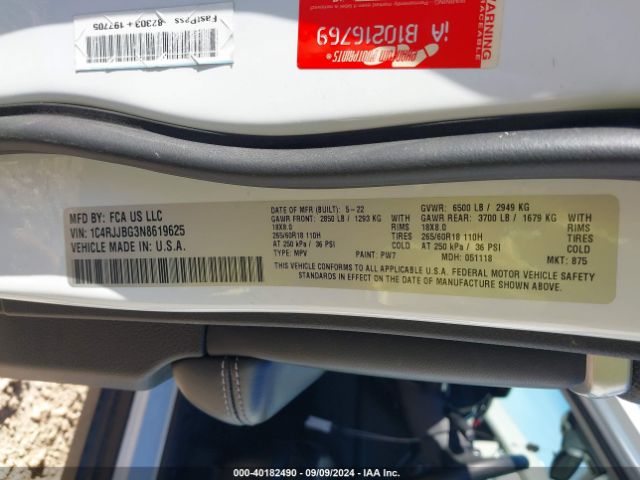 FastPass 87303 + 197705
WARNING
TRACEABLE
iA B10216769
MFD BY: FCA US LLC
VIN: 1C4RJJBG3N8619625
VEHICLE MADE IN: U.S.A.
DATE OF MFR (BUILT): 5-22
GAWR FRONT: 2850 LB / 1293 KG
18X8.0 RIMS
265/60R18 110H TIRES
AT 250 kPa / 36 PSI COLD
TYPE: MPV PAINT: PW7
GVWR: 6500 LB / 2949 KG
GAWR REAR: 3700 LB / 1679 KG
18X8.0 RIMS
265/60R18 110H TIRES
AT 250 kPa / 36 PSI COLD
MDH: 051118 MKT: 875
THIS VEHICLE CONFORMS TO ALL APPLICABLE U.S.A. FEDERAL MOTOR VEHICLE SAFETY
STANDARDS IN EFFECT ON THE DATE OF MANUFACTURE SHOWN ABOVE.
000-40182490 - 09/09/2024 - IAA Inc.